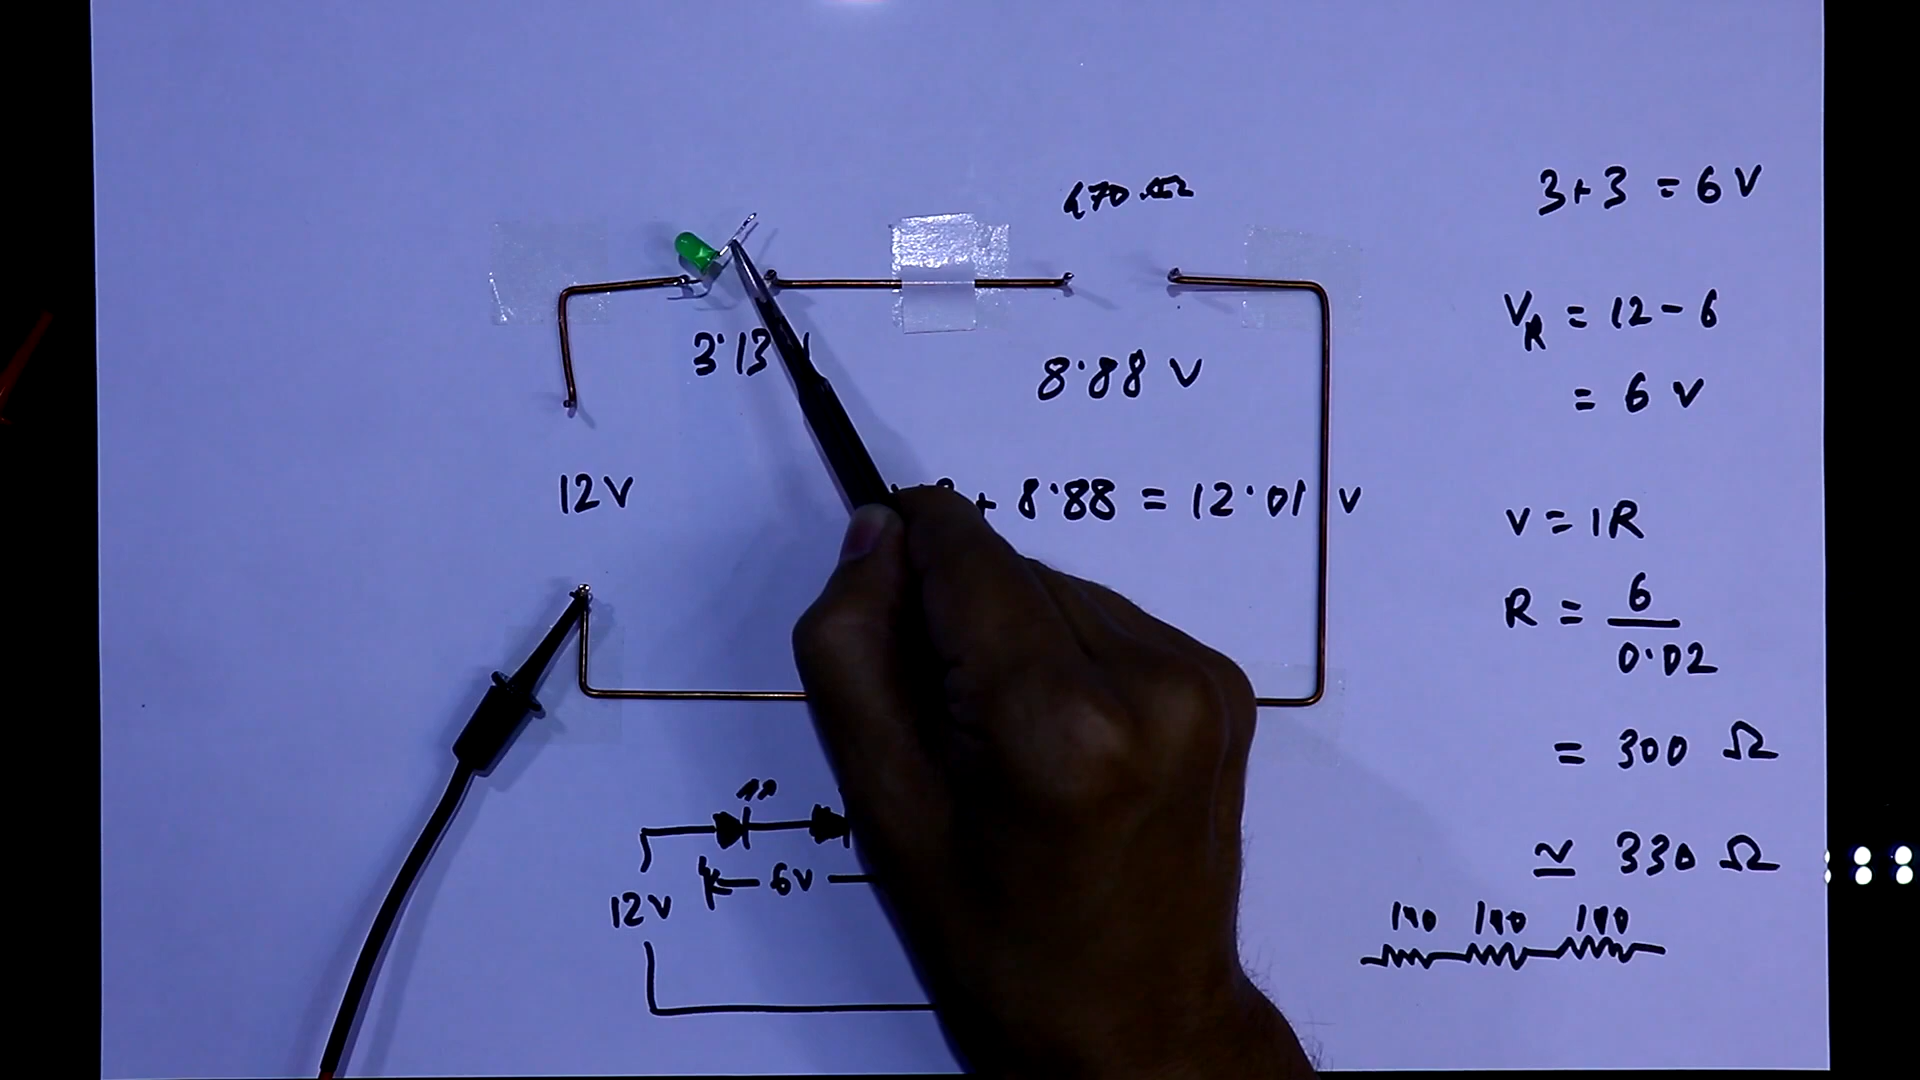 470 Ω
3.13
8.88 V
12V
+ 8.88 = 12.01 V
6V
12V
3+3 = 6V
VR = 12-6
= 6 V
V = IR
R = 6
0.02
= 300 Ω
≃ 330 Ω
100 100 100